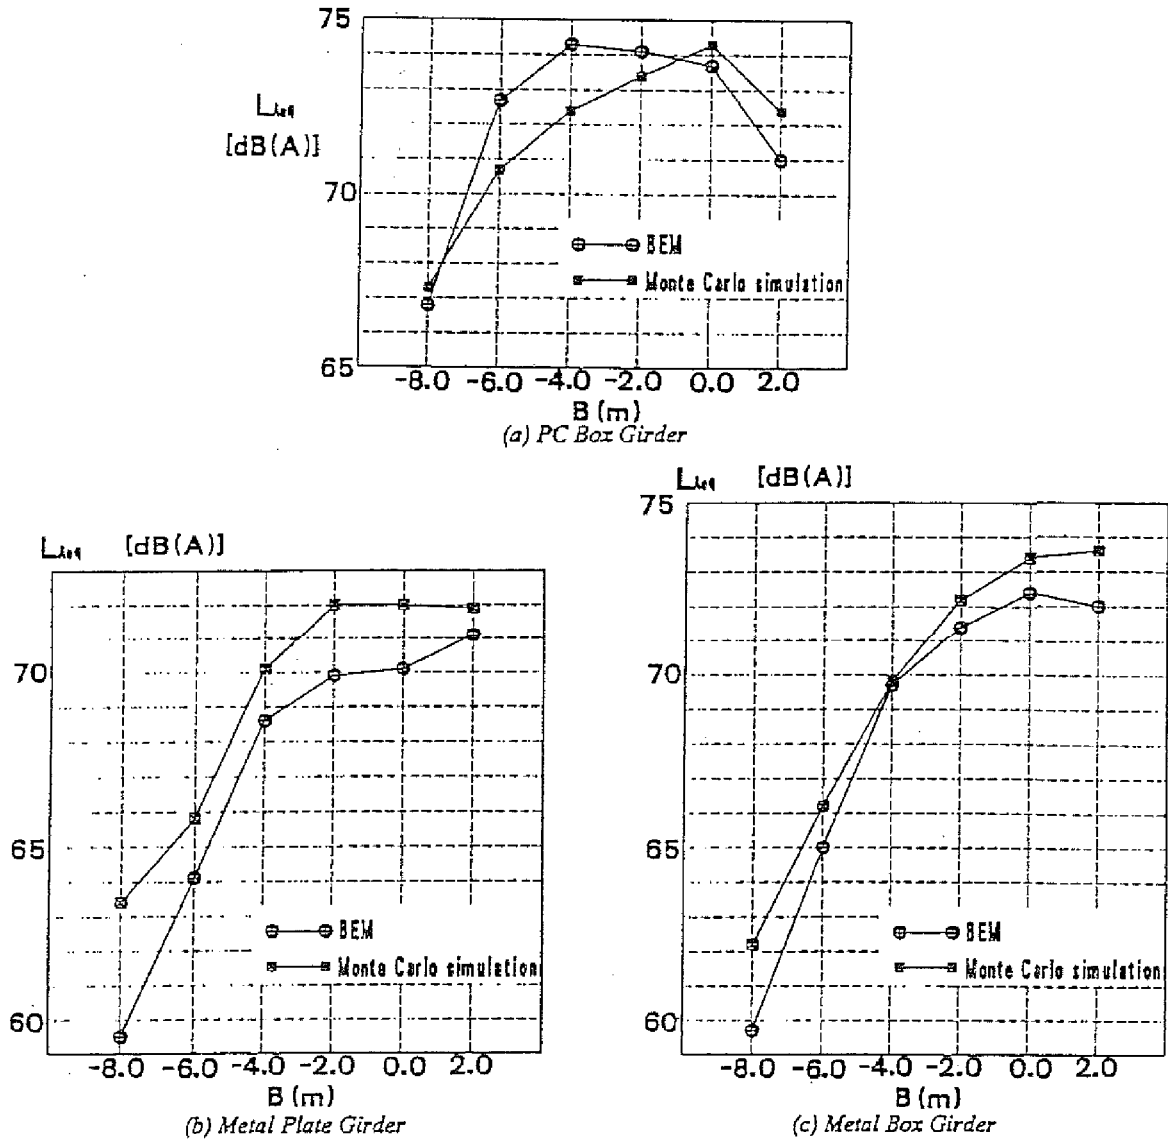 75
L
[dB(A)]
70
BEM
Monte Carlo simulation
65
-8.0 -6.0 -4.0 -2.0 0.0 2.0
B (m)
(a) PC Box Girder
L [dB(A)]
70
65
BEM
Monte Carlo simulation
60
-8.0 -6.0 -4.0 -2.0 0.0 2.0
B (m)
(b) Metal Plate Girder
L [dB(A)]
75
70
65
BEM
Monte Carlo simulation
60
-8.0 -6.0 -4.0 -2.0 0.0 2.0
B (m)
(c) Metal Box Girder